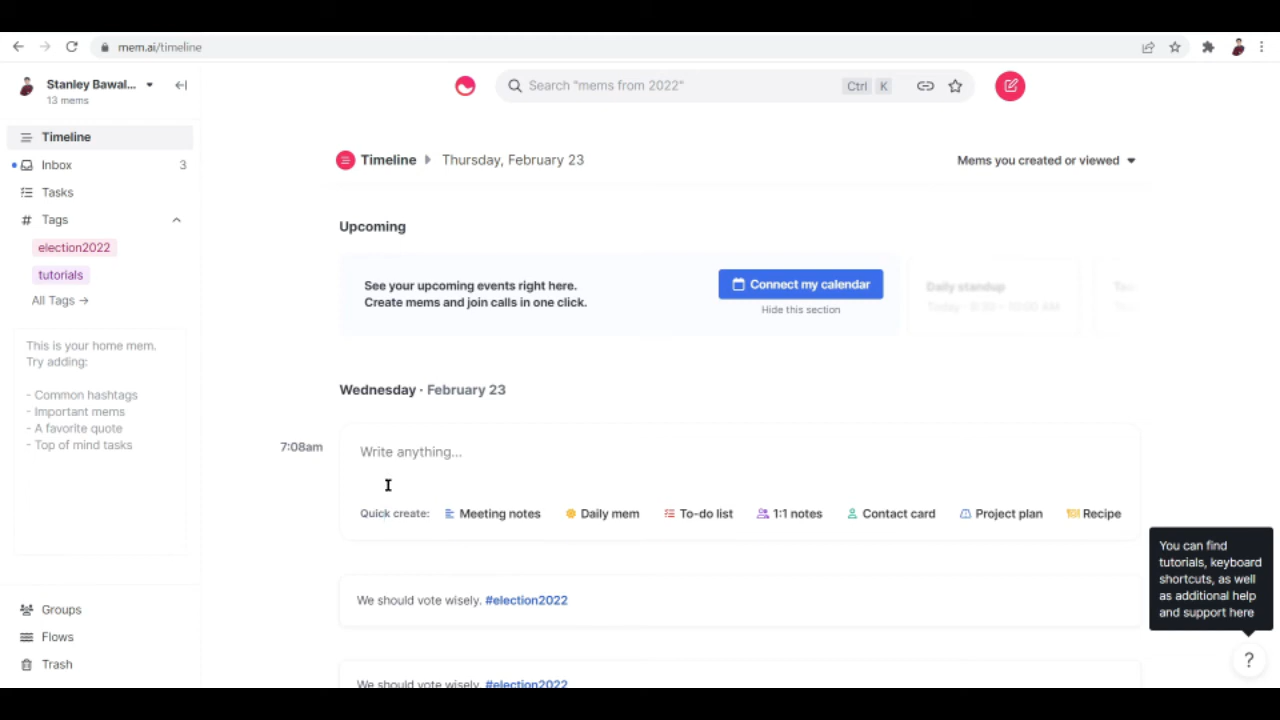 mem.ai/timeline
Stanley Bawal...
13 mems
Search "mems from 2022"
Ctrl K
Timeline
Inbox 3
Tasks
# Tags
election2022
tutorials
All Tags →
This is your home mem.
Try adding:
- Common hashtags
- Important mems
- A favorite quote
- Top of mind tasks
Groups
Flows
Trash
Timeline Thursday, February 23
Mems you created or viewed
Upcoming
See your upcoming events right here.
Create mems and join calls in one click.
Connect my calendar
Hide this section
Daily standup
Wednesday · February 23
7:08am
Write anything...
Quick create: Meeting notes Daily mem To-do list 1:1 notes Contact card Project plan Recipe
We should vote wisely. #election2022
We should vote wisely. #election2022
You can find
tutorials, keyboard
shortcuts, as well
as additional help
and support here
?